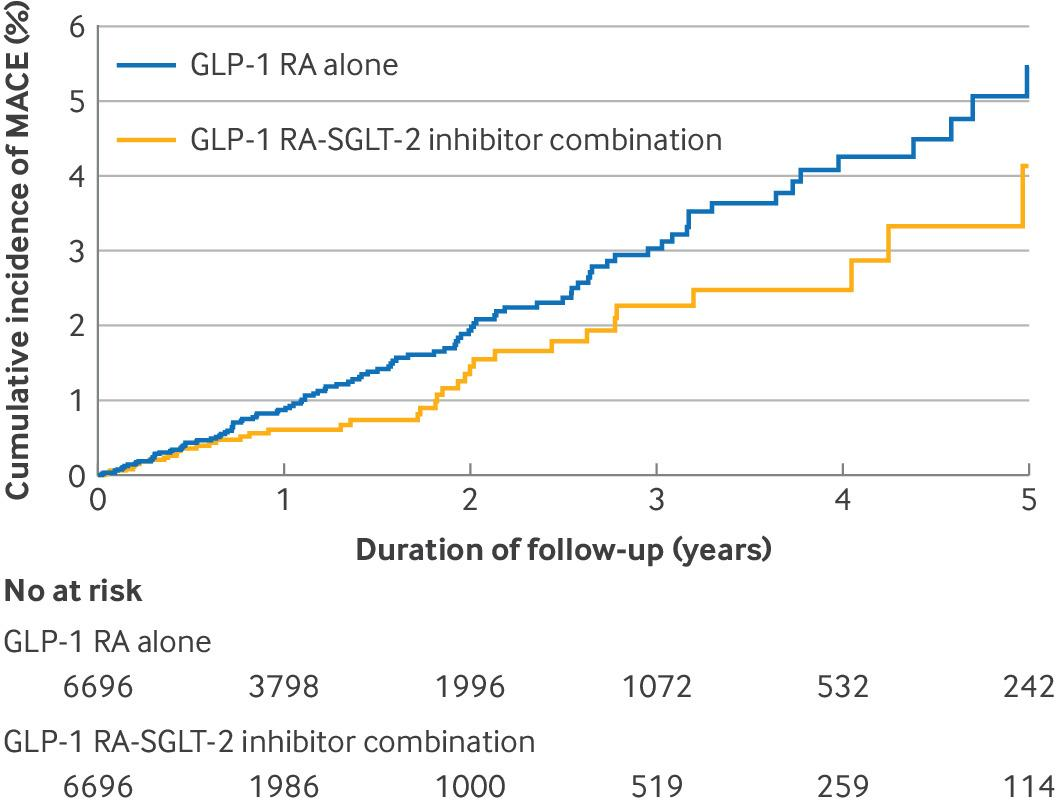 Cumulative incidence of MACE (%)
6
5
4
3
2
1
0
GLP-1 RA alone
GLP-1 RA-SGLT-2 inhibitor combination
0 1 2 3 4 5
Duration of follow-up (years)
No at risk
GLP-1 RA alone
6696 3798 1996 1072 532 242
GLP-1 RA-SGLT-2 inhibitor combination
6696 1986 1000 519 259 114